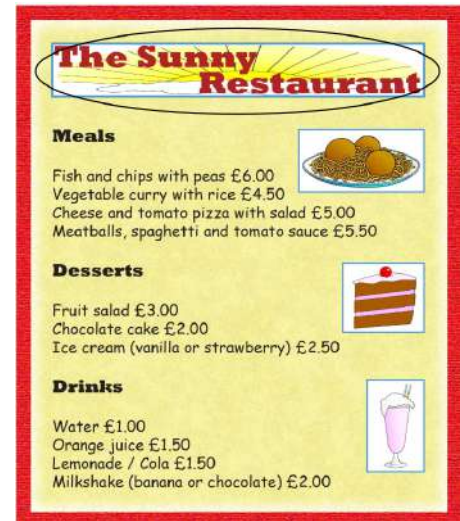 The Sunny
Restaurant
Meals
Fish and chips with peas £6.00
Vegetable curry with rice £4.50
Cheese and tomato pizza with salad £5.00
Meatballs, spaghetti and tomato sauce £5.50
Desserts
Fruit salad £3.00
Chocolate cake £2.00
Ice cream (vanilla or strawberry) £2.50
Drinks
Water £1.00
Orange juice £1.50
Lemonade / Cola £1.50
Milkshake (banana or chocolate) £2.00